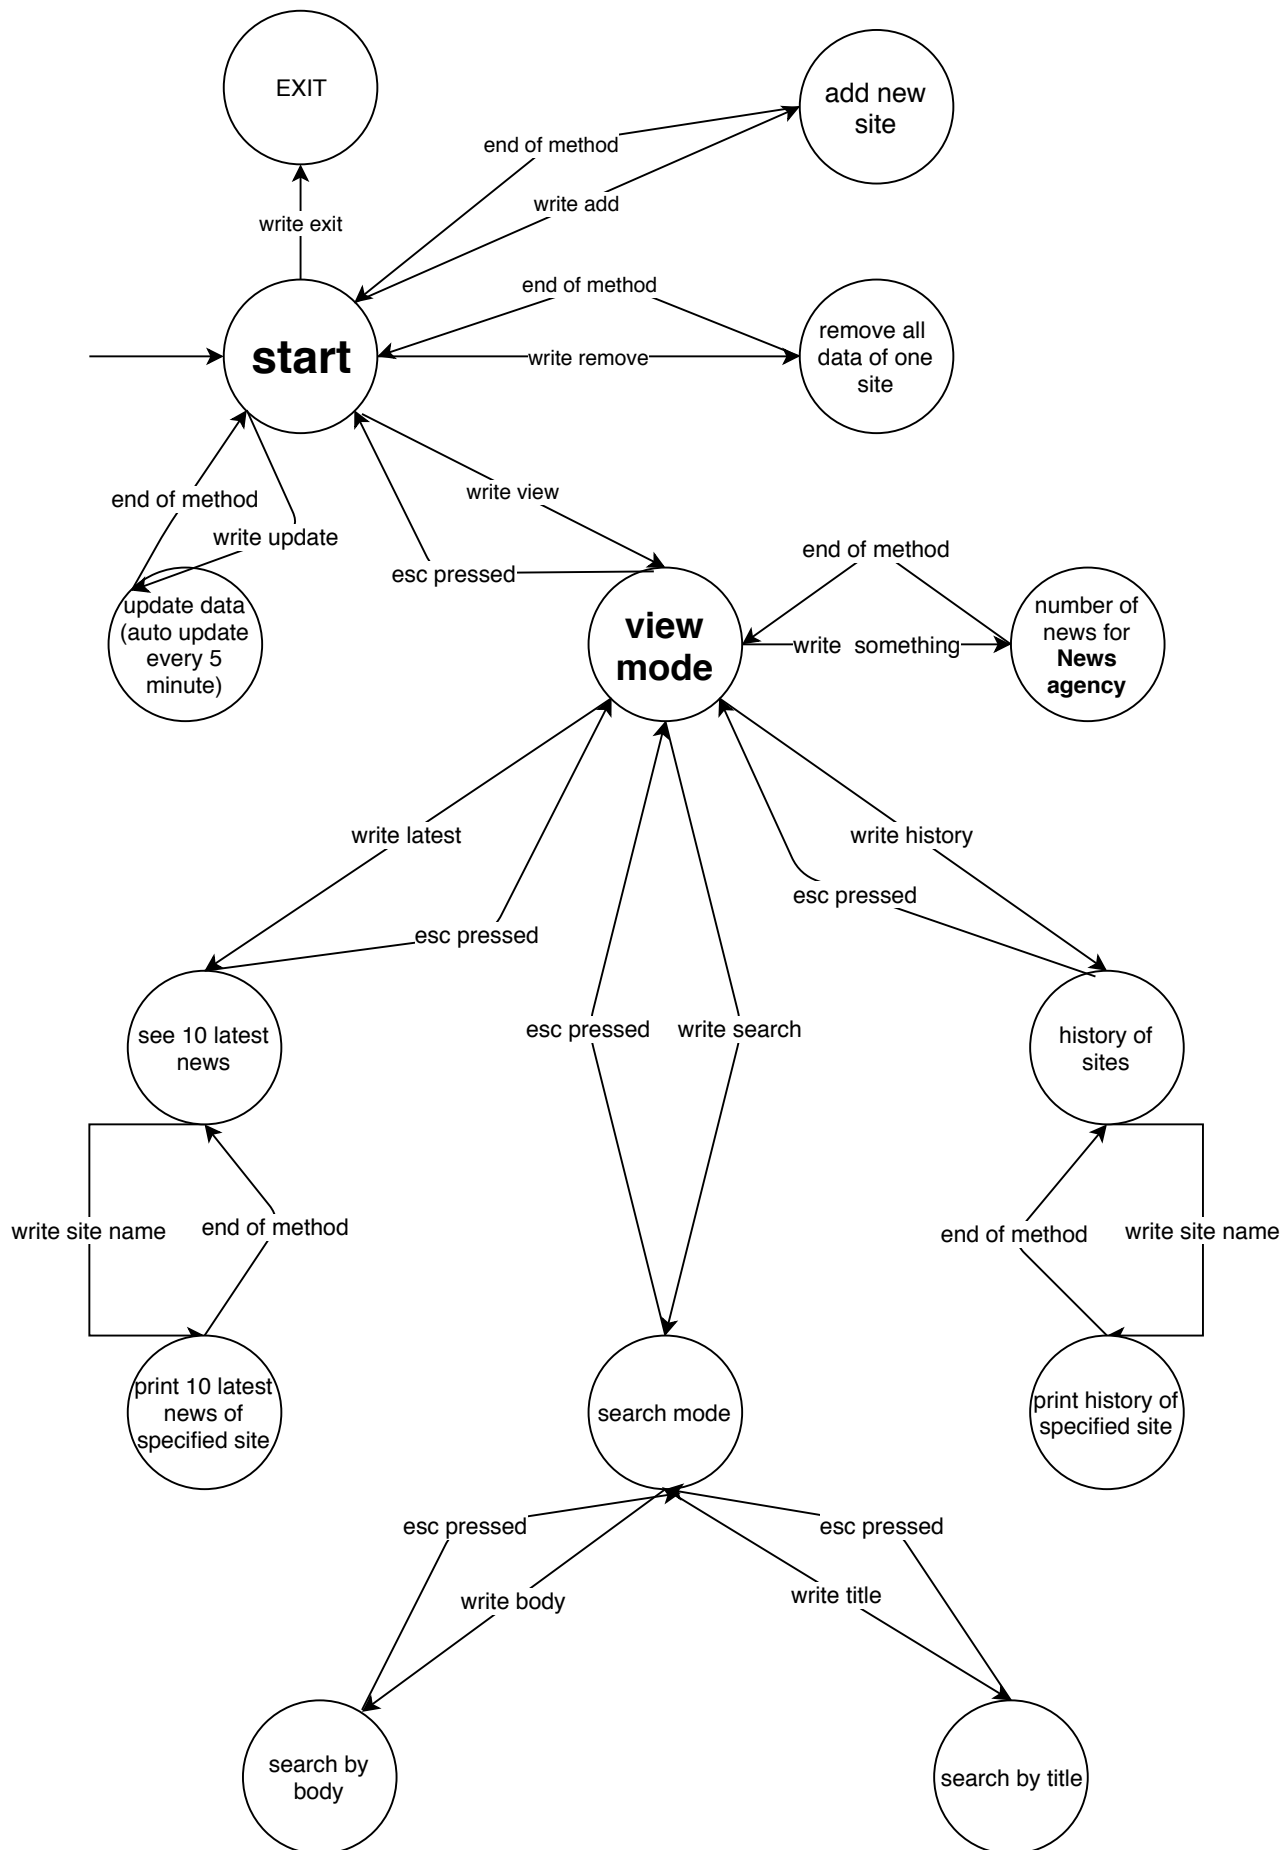 EXIT
add new
site
end of method
write add
write exit
end of method
start
write remove
remove all
data of one
site
end of method
write view
write update
esc pressed
end of method
update data
(auto update
every 5
minute)
view
mode
write  something
number of
news for
News
agency
write latest
write history
esc pressed
esc pressed
see 10 latest
news
esc pressed
write search
history of
sites
write site name
end of method
end of method
write site name
print 10 latest
news of
specified site
search mode
print history of
specified site
esc pressed
esc pressed
write body
write title
search by
body
search by title